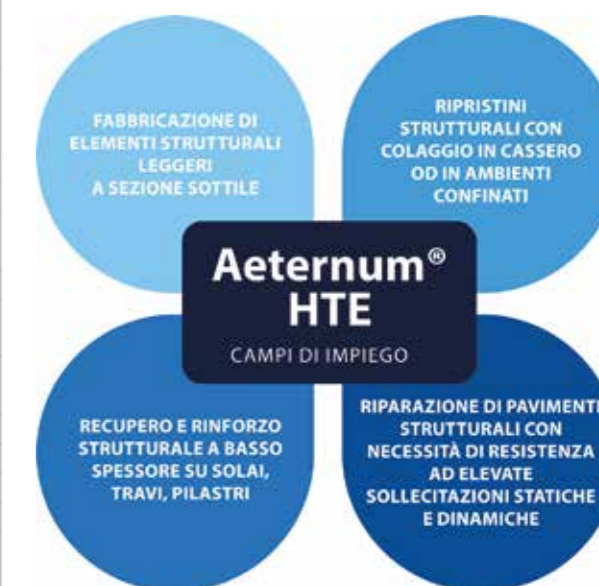 FABBRICAZIONE DI
ELEMENTI STRUTTURALI
LEGGERI
A SEZIONE SOTTILE
RIPRISTINI
STRUTTURALI CON
COLAGGIO IN CASSERO
OD IN AMBIENTI
CONFINATI
Aeternum®
HTE
CAMPI DI IMPIEGO
RECUPERO E RINFORZO
STRUTTURALE A BASSO
SPESSORE SU SOLAI,
TRAVI, PILASTRI
RIPARAZIONE DI PAVIMENTI
STRUTTURALI CON
NECESSITÀ DI RESISTENZA
AD ELEVATE
SOLLECITAZIONI STATICHE
E DINAMICHE